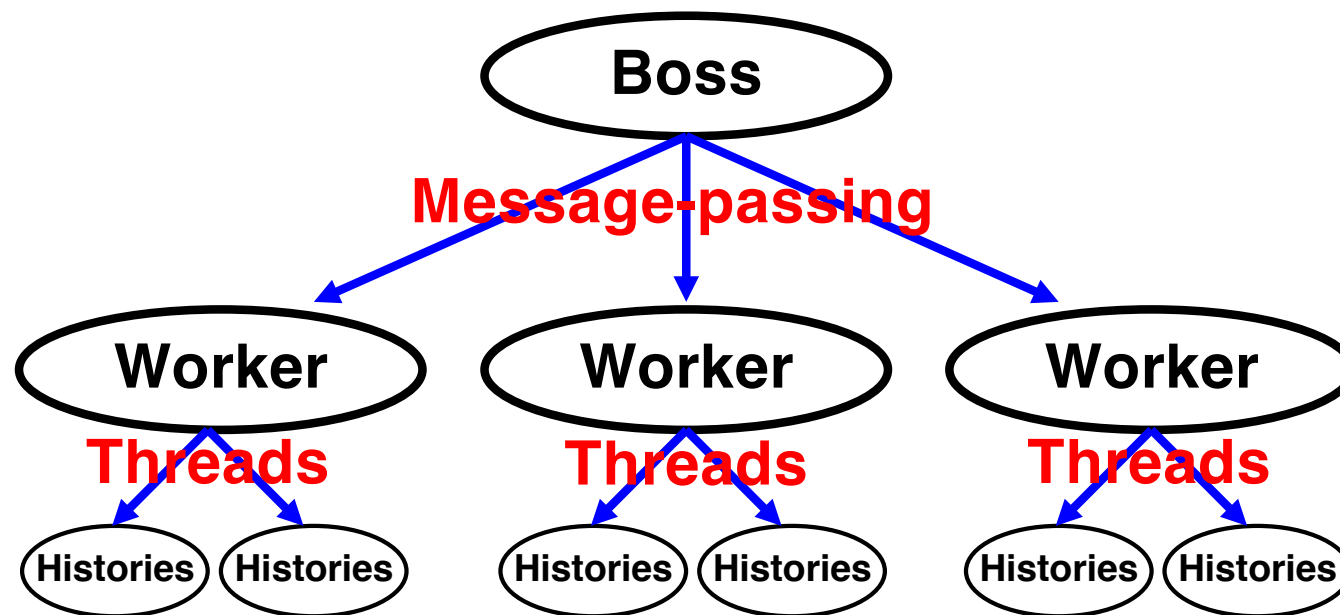 Boss
Message-passing
Worker Worker Worker
Threads Threads Threads
Histories Histories Histories Histories Histories Histories